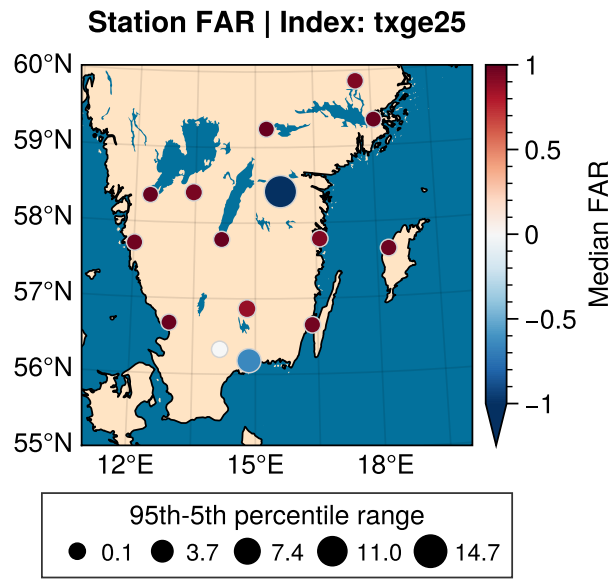 Station FAR | Index: txge25
60°N
59°N
58°N
57°N
56°N
55°N
12°E 15°E 18°E
1
0.5
0
−0.5
−1
Median FAR
95th-5th percentile range
0.1 3.7 7.4 11.0 14.7